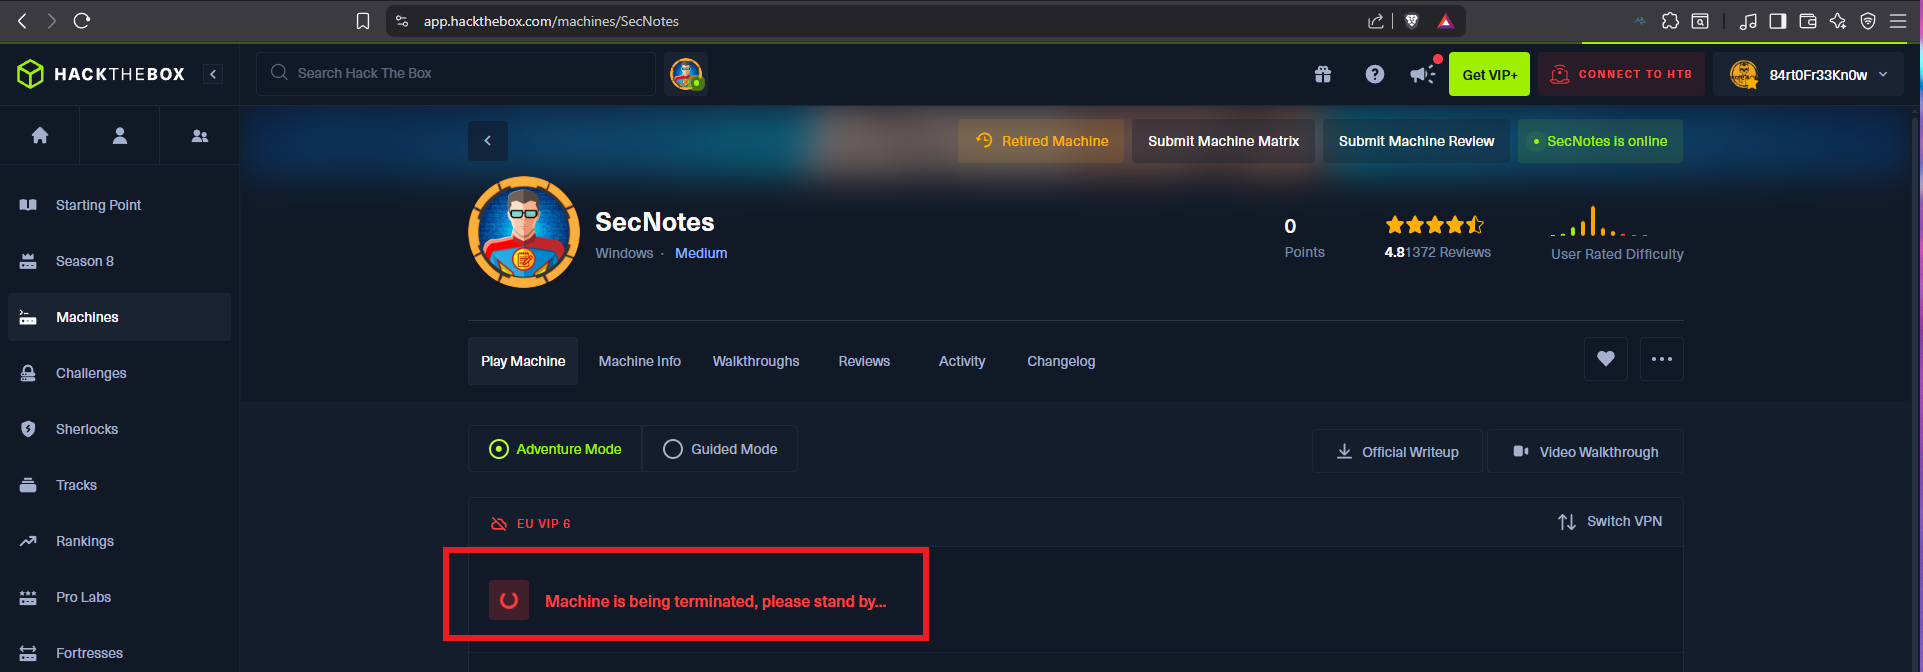 app.hackthebox.com/machines/SecNotes
HACKTHEBOX
Search Hack The Box
Get VIP+
CONNECT TO HTB
84rt0Fr33Kn0w
Retired Machine
Submit Machine Matrix
Submit Machine Review
SecNotes is online
Starting Point
Season 8
Machines
Challenges
Sherlocks
Tracks
Rankings
Pro Labs
Fortresses
SecNotes
Windows · Medium
0
Points
4.8 1372 Reviews
User Rated Difficulty
Play Machine
Machine Info
Walkthroughs
Reviews
Activity
Changelog
Adventure Mode
Guided Mode
Official Writeup
Video Walkthrough
EU VIP 6
Switch VPN
Machine is being terminated, please stand by...